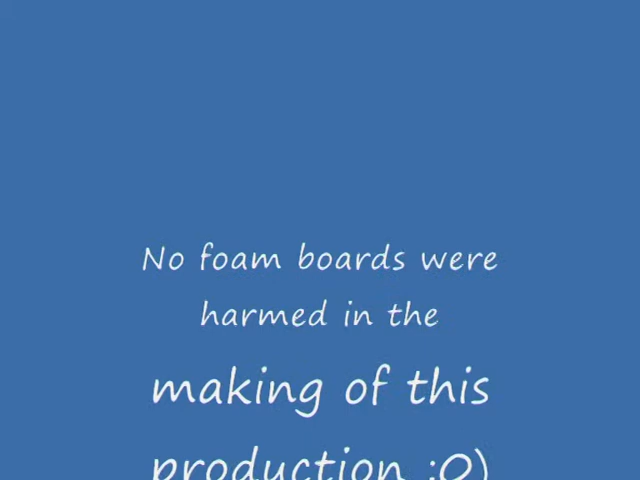 No foam boards were
harmed in the
making of this
production :O)